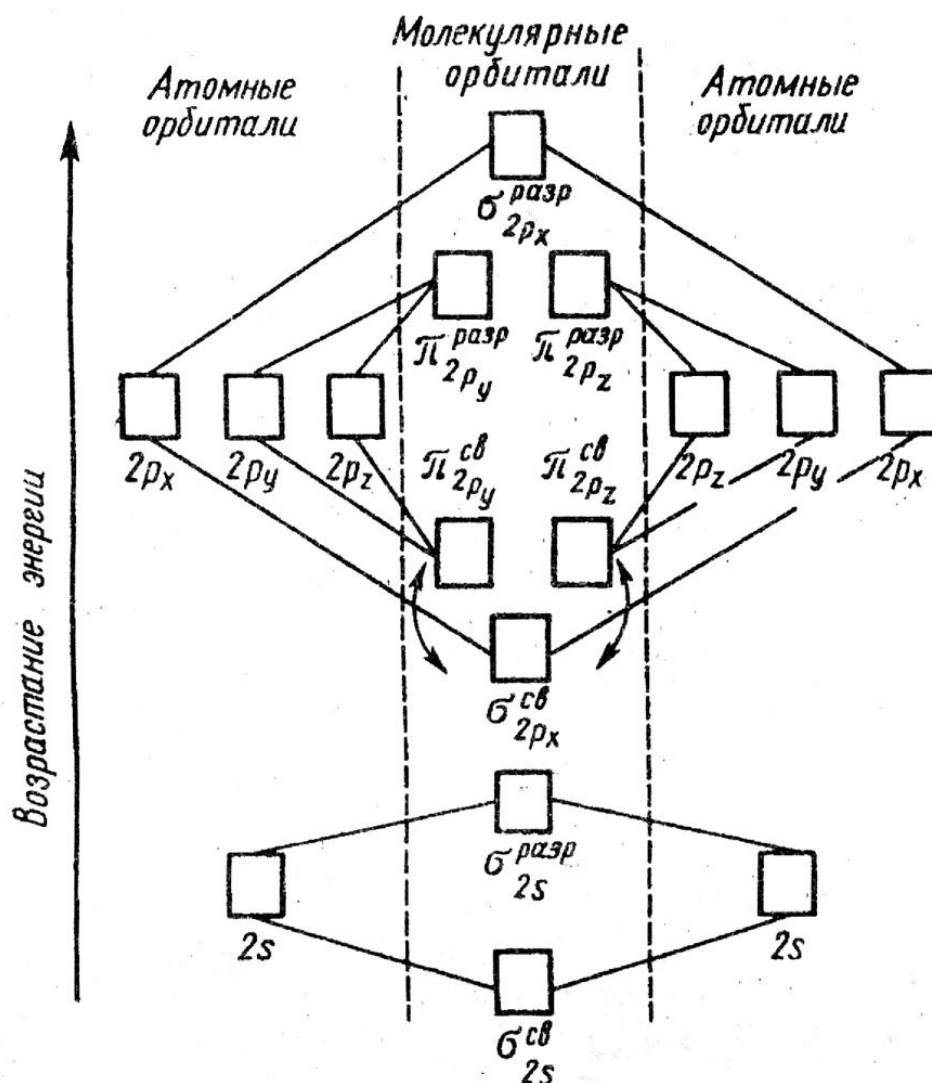 Молекулярные
орбитали
Атомные
орбитали
Атомные
орбитали
Возрастание энергии
σ разр 2px
π разр 2py
π разр 2pz
2px
2py
2pz
π св 2py
π св 2pz
2pz
2py
2px
σ св 2px
σ разр 2s
2s
2s
σ св 2s